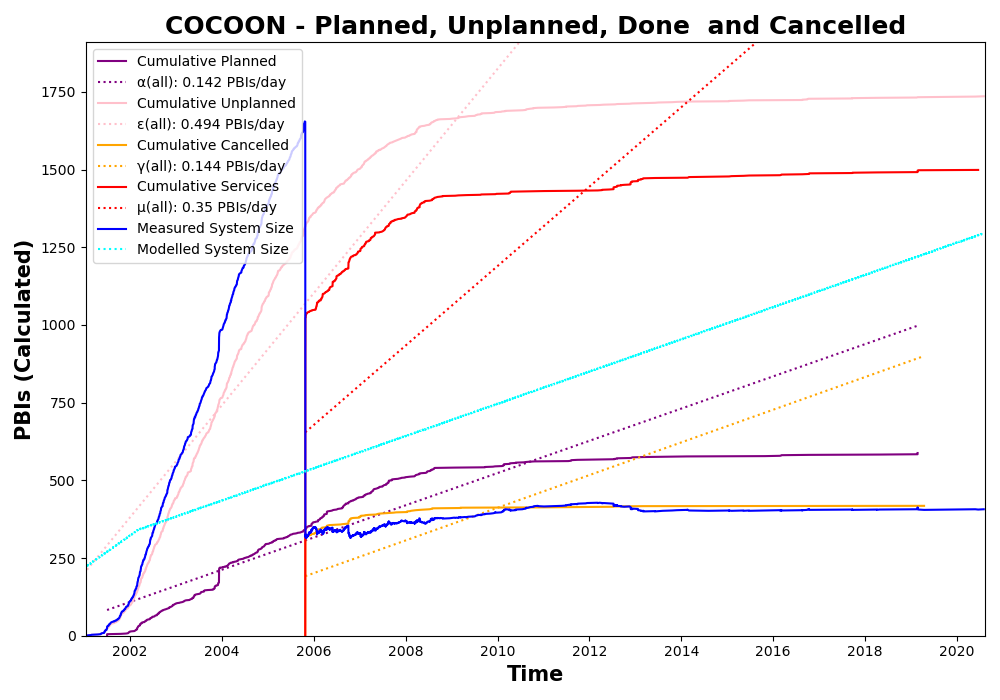 COCOON - Planned, Unplanned, Done  and Cancelled
Cumulative Planned
α(all): 0.142 PBIs/day
Cumulative Unplanned
ε(all): 0.494 PBIs/day
Cumulative Cancelled
γ(all): 0.144 PBIs/day
Cumulative Services
μ(all): 0.35 PBIs/day
Measured System Size
Modelled System Size
PBIs (Calculated)
1750
1500
1250
1000
750
500
250
0
2002 2004 2006 2008 2010 2012 2014 2016 2018 2020
Time